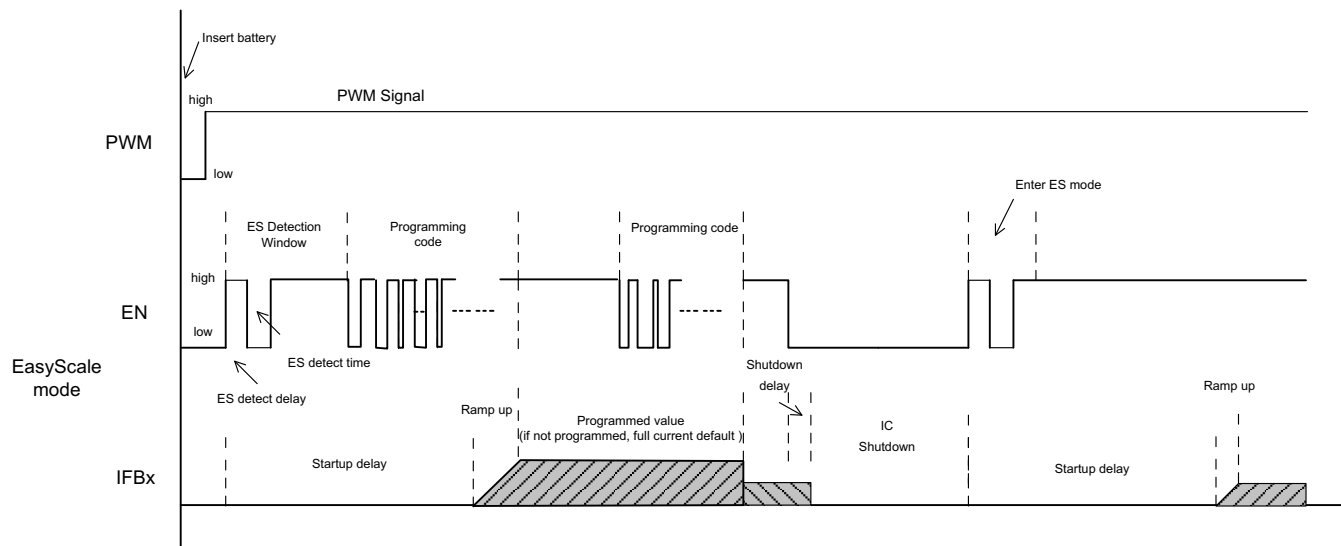 Insert battery
high
PWM Signal
PWM
low
Enter ES mode
ES Detection
Window
Programming
code
Programming code
high
EN
low
ES detect time
EasyScale
mode
ES detect delay
Shutdown
delay
Ramp up
Programmed value
(if not programmed, full current default )
IC
Shutdown
Ramp up
IFBx
Startup delay
Startup delay